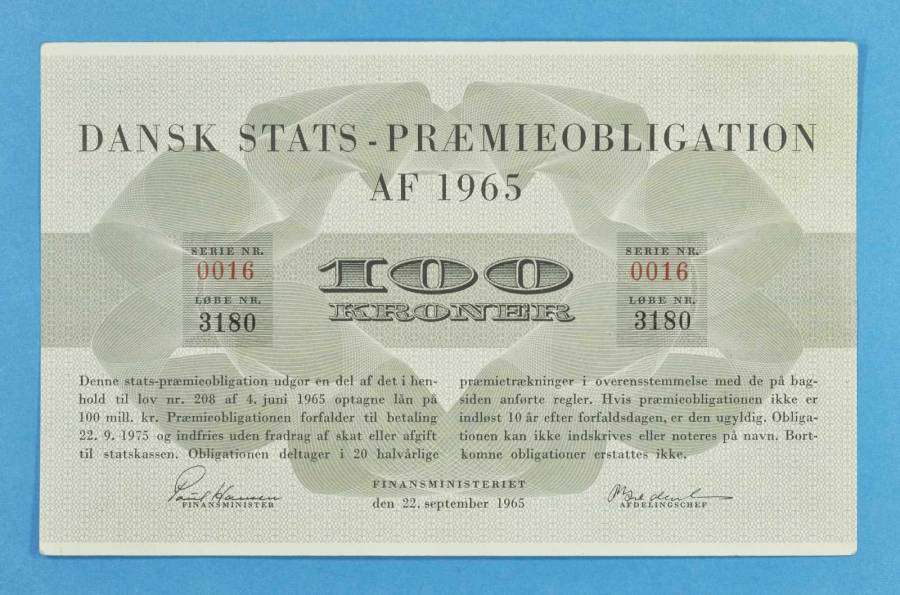 DANSK STATS-PRÆMIEOBLIGATION
AF 1965
SERIE NR.
0016
LØBE NR.
3180
100
KRONER
SERIE NR.
0016
LØBE NR.
3180
Denne stats-præmieobligation udgør en del af det i hen-
hold til lov nr. 208 af 4. juni 1965 optagne lån på
100 mill. kr. Præmieobligationen forfalder til betaling
22. 9. 1975 og indfries uden fradrag af skat eller afgift
til statskassen. Obligationen deltager i 20 halvårlige
præmietrækninger i overensstemmelse med de på bag-
siden anførte regler. Hvis præmieobligationen ikke er
indløst 10 år efter forfaldsdagen, er den ugyldig. Obliga-
tionen kan ikke indskrives eller noteres på navn. Bort-
komne obligationer erstattes ikke.
Poul Hansen
FINANSMINISTER
FINANSMINISTERIET
den 22. september 1965
AFDELINGSCHEF